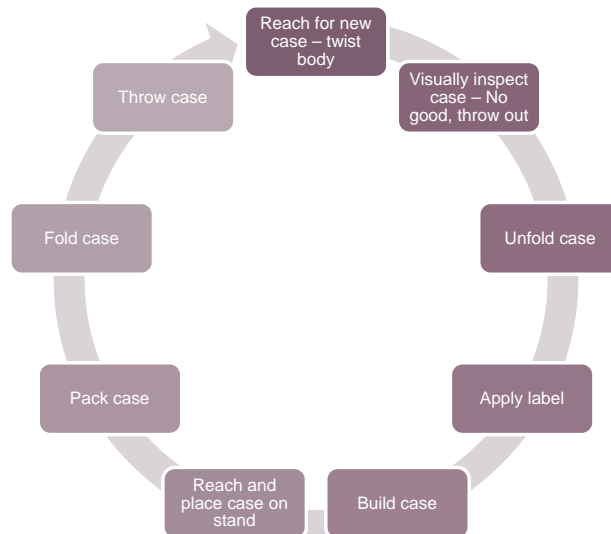 Reach for new
case – twist
body
Visually inspect
case – No
good, throw out
Unfold case
Apply label
Build case
Reach and
place case on
stand
Pack case
Fold case
Throw case